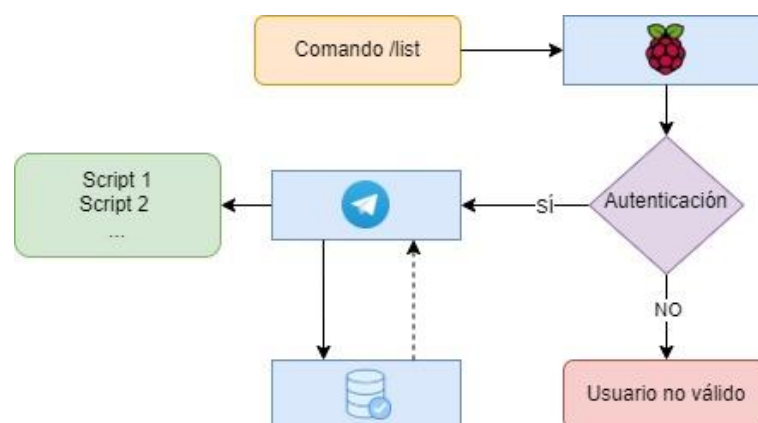 Comando /list
Script 1
Script 2
...
SÍ
Autenticación
NO
Usuario no válido